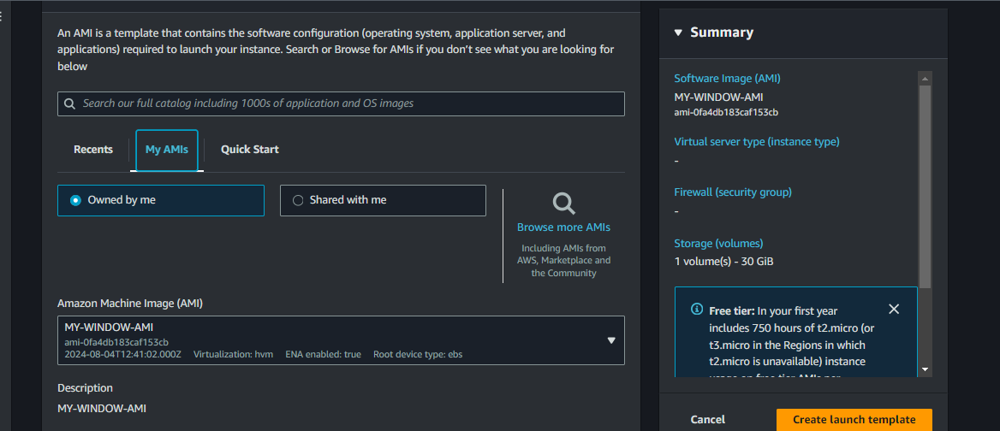 An AMI is a template that contains the software configuration (operating system, application server, and
applications) required to launch your instance. Search or Browse for AMIs if you don't see what you are looking for
below
Search our full catalog including 1000s of application and OS images
Recents
My AMIs
Quick Start
Owned by me
Shared with me
Browse more AMIs
Including AMIs from
AWS, Marketplace and
the Community
Amazon Machine Image (AMI)
MY-WINDOW-AMI
ami-0fa4db183caf153cb
2024-08-04T12:41:02.000Z Virtualization: hvm ENA enabled: true Root device type: ebs
Description
MY-WINDOW-AMI
Summary
Software Image (AMI)
MY-WINDOW-AMI
ami-0fa4db183caf153cb
Virtual server type (instance type)
-
Firewall (security group)
-
Storage (volumes)
1 volume(s) - 30 GiB
Free tier: In your first year
includes 750 hours of t2.micro (or
t3.micro in the Regions in which
t2.micro is unavailable) instance
usage on free tier AMIs per
Cancel
Create launch template